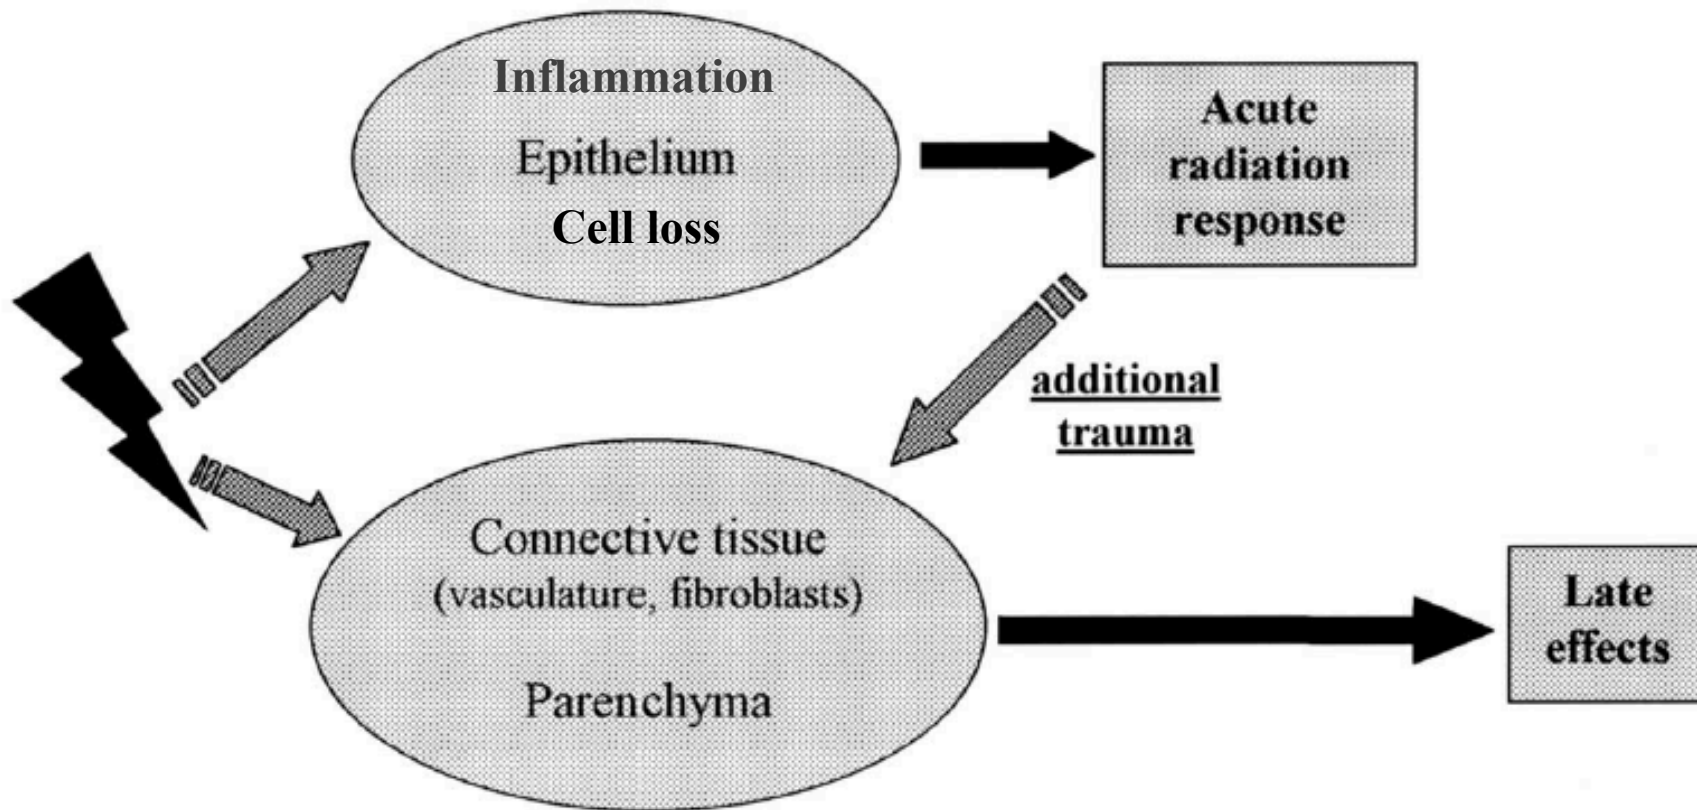 Inflammation
Epithelium
Cell loss
Acute
radiation
response
additional
trauma
Connective tissue
(vasculature, fibroblasts)
Parenchyma
Late
effects